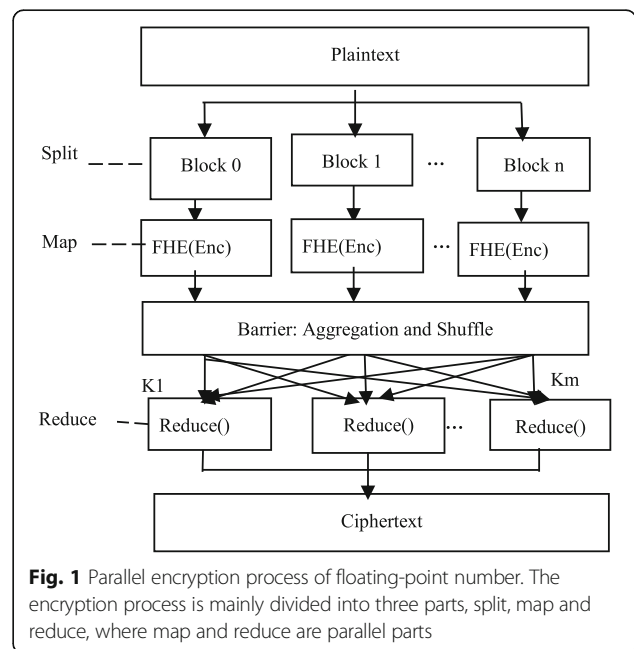 Plaintext
Split
Block 0
Block 1
...
Block n
Map
FHE(Enc)
FHE(Enc)
...
FHE(Enc)
Barrier: Aggregation and Shuffle
K1
Km
Reduce
Reduce()
Reduce()
...
Reduce()
Ciphertext
Fig. 1 Parallel encryption process of floating-point number. The
encryption process is mainly divided into three parts, split, map and
reduce, where map and reduce are parallel parts